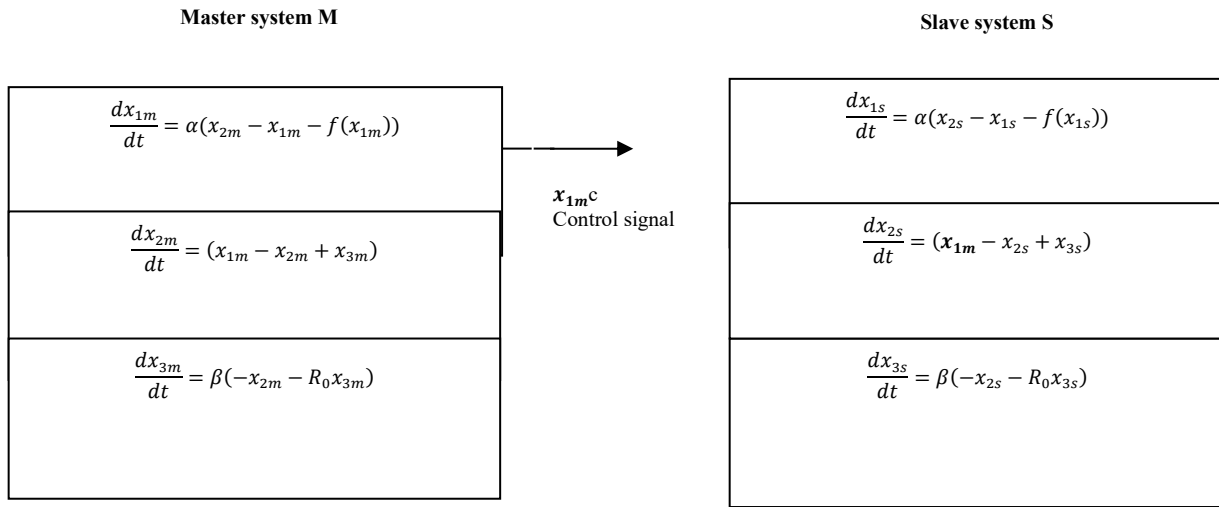 Master system M
Slave system S
dx₁ₘ/dt = α(x₂ₘ − x₁ₘ − f(x₁ₘ))
dx₂ₘ/dt = (x₁ₘ − x₂ₘ + x₃ₘ)
dx₃ₘ/dt = β(−x₂ₘ − R₀x₃ₘ)
x₁ₘc
Control signal
dx₁ₛ/dt = α(x₂ₛ − x₁ₛ − f(x₁ₛ))
dx₂ₛ/dt = (x₁ₘ − x₂ₛ + x₃ₛ)
dx₃ₛ/dt = β(−x₂ₛ − R₀x₃ₛ)